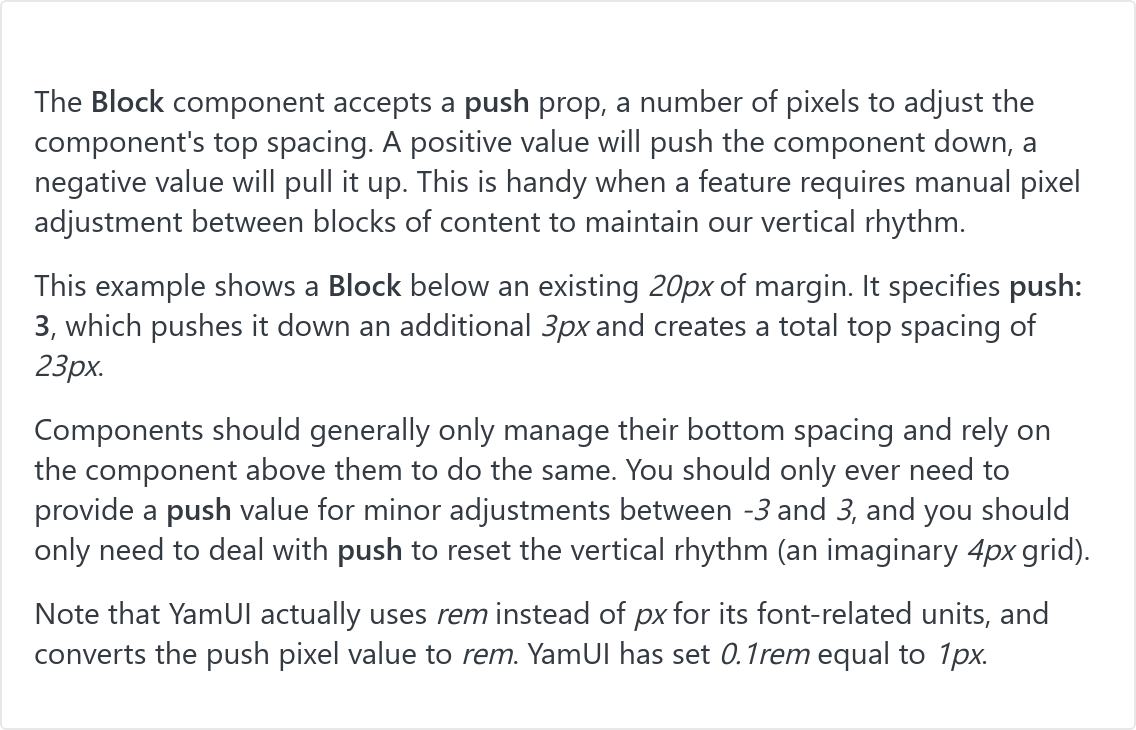 The Block component accepts a push prop, a number of pixels to adjust the
component's top spacing. A positive value will push the component down, a
negative value will pull it up. This is handy when a feature requires manual pixel
adjustment between blocks of content to maintain our vertical rhythm.
This example shows a Block below an existing 20px of margin. It specifies push:
3, which pushes it down an additional 3px and creates a total top spacing of
23px.
Components should generally only manage their bottom spacing and rely on
the component above them to do the same. You should only ever need to
provide a push value for minor adjustments between -3 and 3, and you should
only need to deal with push to reset the vertical rhythm (an imaginary 4px grid).
Note that YamUI actually uses rem instead of px for its font-related units, and
converts the push pixel value to rem. YamUI has set 0.1rem equal to 1px.